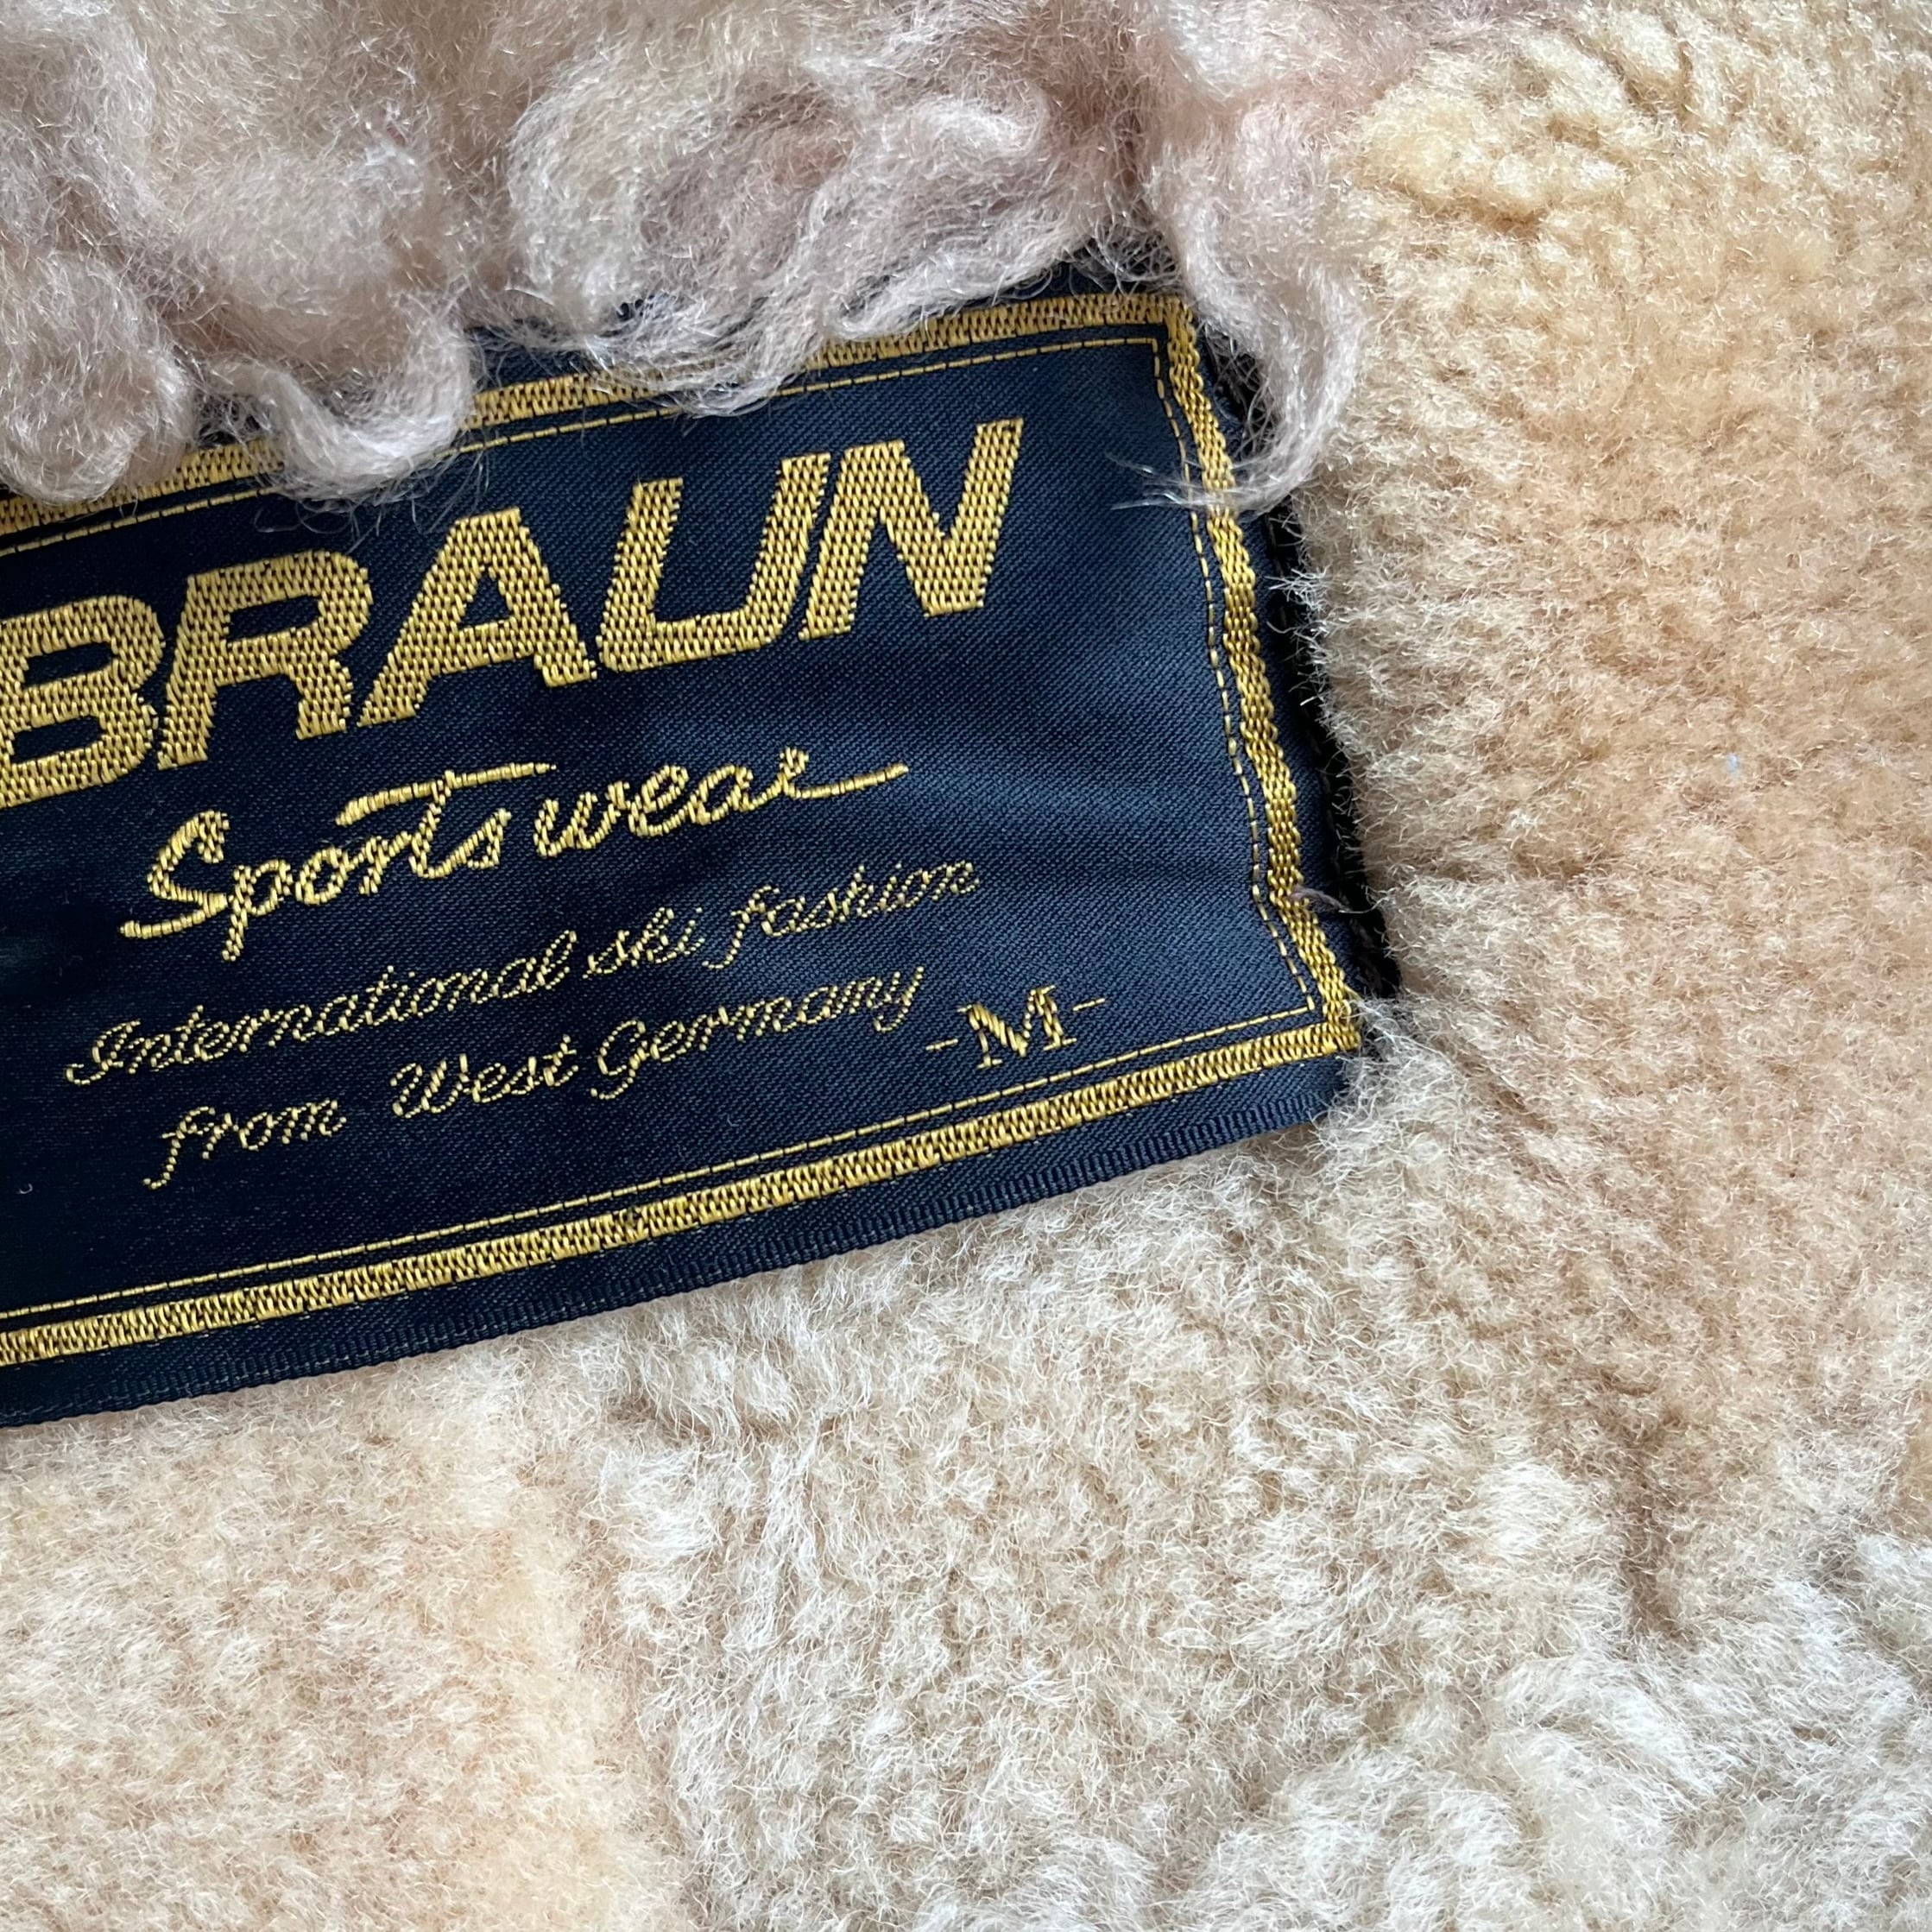 BRAUN
Sportswear
International ski fashion
from West Germany -M-